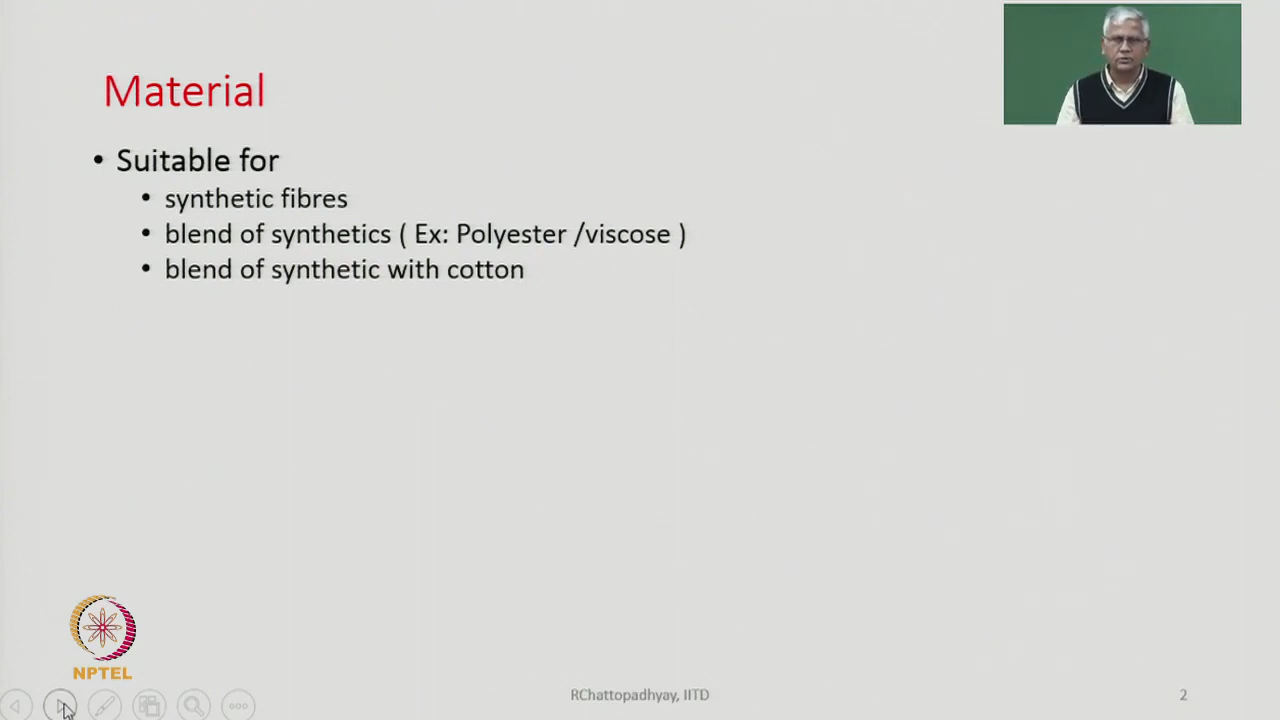 Material
• Suitable for
• synthetic fibres
• blend of synthetics ( Ex: Polyester /viscose )
• blend of synthetic with cotton
NPTEL
RChattopadhyay, IITD
2